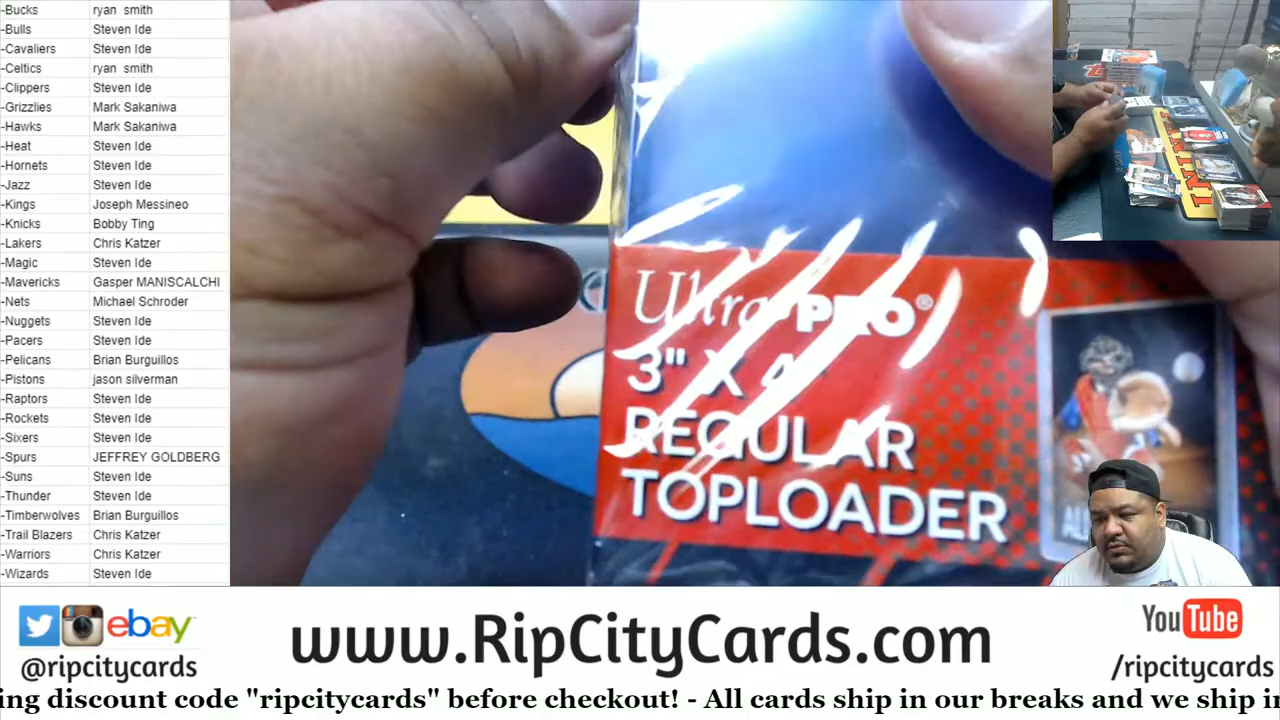 -Bucks ryan smith
-Bulls Steven Ide
-Cavaliers Steven Ide
-Celtics ryan smith
-Clippers Steven Ide
-Grizzlies Mark Sakaniwa
-Hawks Mark Sakaniwa
-Heat Steven Ide
-Hornets Steven Ide
-Jazz Steven Ide
-Kings Joseph Messineo
-Knicks Bobby Ting
-Lakers Chris Katzer
-Magic Steven Ide
-Mavericks Gasper MANISCALCHI
-Nets Michael Schroder
-Nuggets Steven Ide
-Pacers Steven Ide
-Pelicans Brian Burguillos
-Pistons jason silverman
-Raptors Steven Ide
-Rockets Steven Ide
-Sixers Steven Ide
-Spurs JEFFREY GOLDBERG
-Suns Steven Ide
-Thunder Steven Ide
-Timberwolves Brian Burguillos
-Trail Blazers Chris Katzer
-Warriors Chris Katzer
-Wizards Steven Ide
Ultra PRO®
3" X 4"
REGULAR
TOPLOADER
ebay
@ripcitycards
www.RipCityCards.com
YouTube
/ripcitycards
ing discount code "ripcitycards" before checkout! - All cards ship in our breaks and we ship in